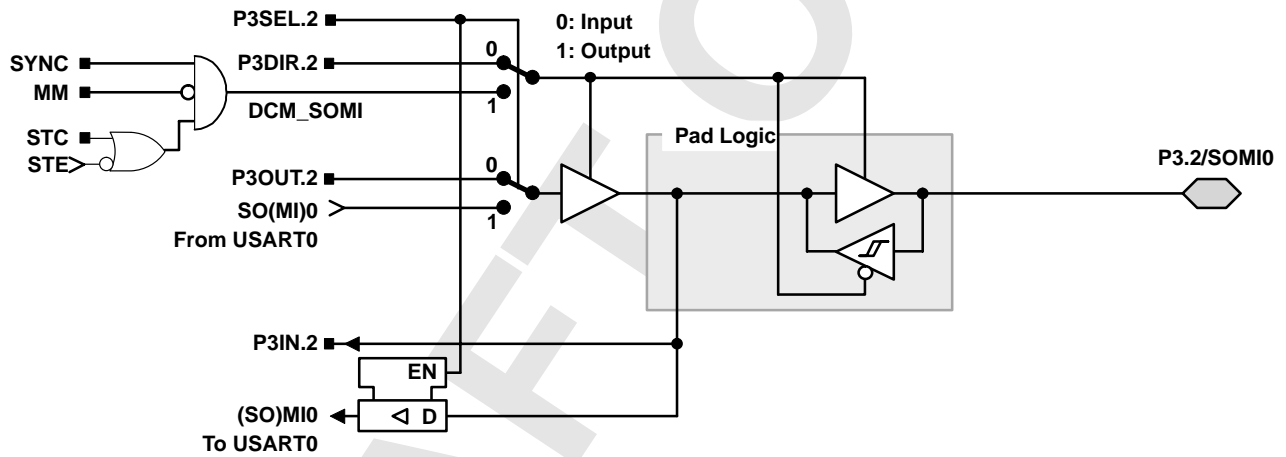 P3SEL.2
0: Input
1: Output
SYNC
P3DIR.2
0
MM
1
DCM_SOMI
STC
STE
Pad Logic
P3.2/SOMI0
P3OUT.2
0
SO(MI)0
1
From USART0
P3IN.2
EN
(SO)MI0
D
To USART0